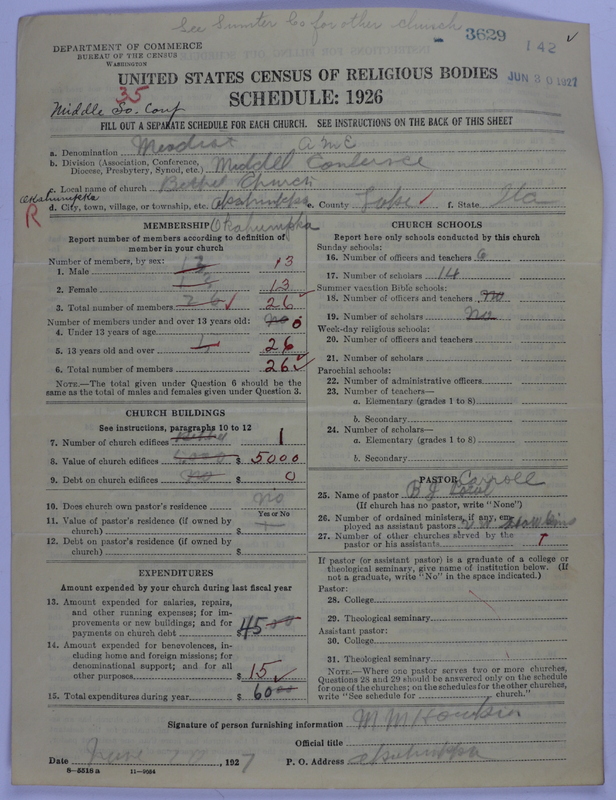 See Sumter Co for other church
3629
142 ✓
DEPARTMENT OF COMMERCE
BUREAU OF THE CENSUS
WASHINGTON
JUN 30 1927
UNITED STATES CENSUS OF RELIGIOUS BODIES
35
SCHEDULE: 1926
Middle So. Conf
FILL OUT A SEPARATE SCHEDULE FOR EACH CHURCH. SEE INSTRUCTIONS ON THE BACK OF THIS SHEET
a. Denomination AME
b. Division (Association, Conference, Diocese, Presbytery, Synod, etc.) Middle Conference
c. Local name of church Bethel Church
Okahumpka
R
d. City, town, village, or township, etc. e. County Lake ✓ f. State Fla
Okahumpka
MEMBERSHIP
Report number of members according to definition of member in your church
Number of members, by sex:
1. Male 13 13
2. Female 13 13
3. Total number of members 26 ✓ 26 ✓
Number of members under and over 13 years old:
4. Under 13 years of age no 0
5. 13 years old and over 26
6. Total number of members 26 ✓
NOTE.—The total given under Question 6 should be the same as the total of males and females given under Question 3.
CHURCH BUILDINGS
See instructions, paragraphs 10 to 12
7. Number of church edifices 1
8. Value of church edifices $ 5000
9. Debt on church edifices no $ 0
10. Does church own pastor's residence no
Yes or No
11. Value of pastor's residence (if owned by church) $
12. Debt on pastor's residence (if owned by church) $
EXPENDITURES
Amount expended by your church during last fiscal year
13. Amount expended for salaries, repairs, and other running expenses; for improvements or new buildings; and for payments on church debt $ 45 00
14. Amount expended for benevolences, including home and foreign missions; for denominational support; and for all other purposes $ 15 ✓
15. Total expenditures during year $ 60 00
CHURCH SCHOOLS
Report here only schools conducted by this church
Sunday schools:
16. Number of officers and teachers 6
17. Number of scholars 14
Summer vacation Bible schools:
18. Number of officers and teachers no
19. Number of scholars no
Week-day religious schools:
20. Number of officers and teachers
21. Number of scholars
Parochial schools:
22. Number of administrative officers
23. Number of teachers—
a. Elementary (grades 1 to 8)
b. Secondary
24. Number of scholars—
a. Elementary (grades 1 to 8)
b. Secondary
PASTOR
Carroll
25. Name of pastor B J
(If church has no pastor, write "None")
26. Number of ordained ministers, if any, employed as assistant pastors
27. Number of other churches served by the pastor or his assistants
If pastor (or assistant pastor) is a graduate of a college or theological seminary, give name of institution below. (If not a graduate, write "No" in the space indicated.)
Pastor:
28. College
29. Theological seminary
Assistant pastor:
30. College
31. Theological seminary
NOTE.—Where one pastor serves two or more churches, Questions 28 and 29 should be answered only on the schedule for one of the churches; on the schedules for the other churches, write "See schedule for church."
Signature of person furnishing information M M
Official title
Date June 1927 P. O. Address
8—5518 a 11—9054